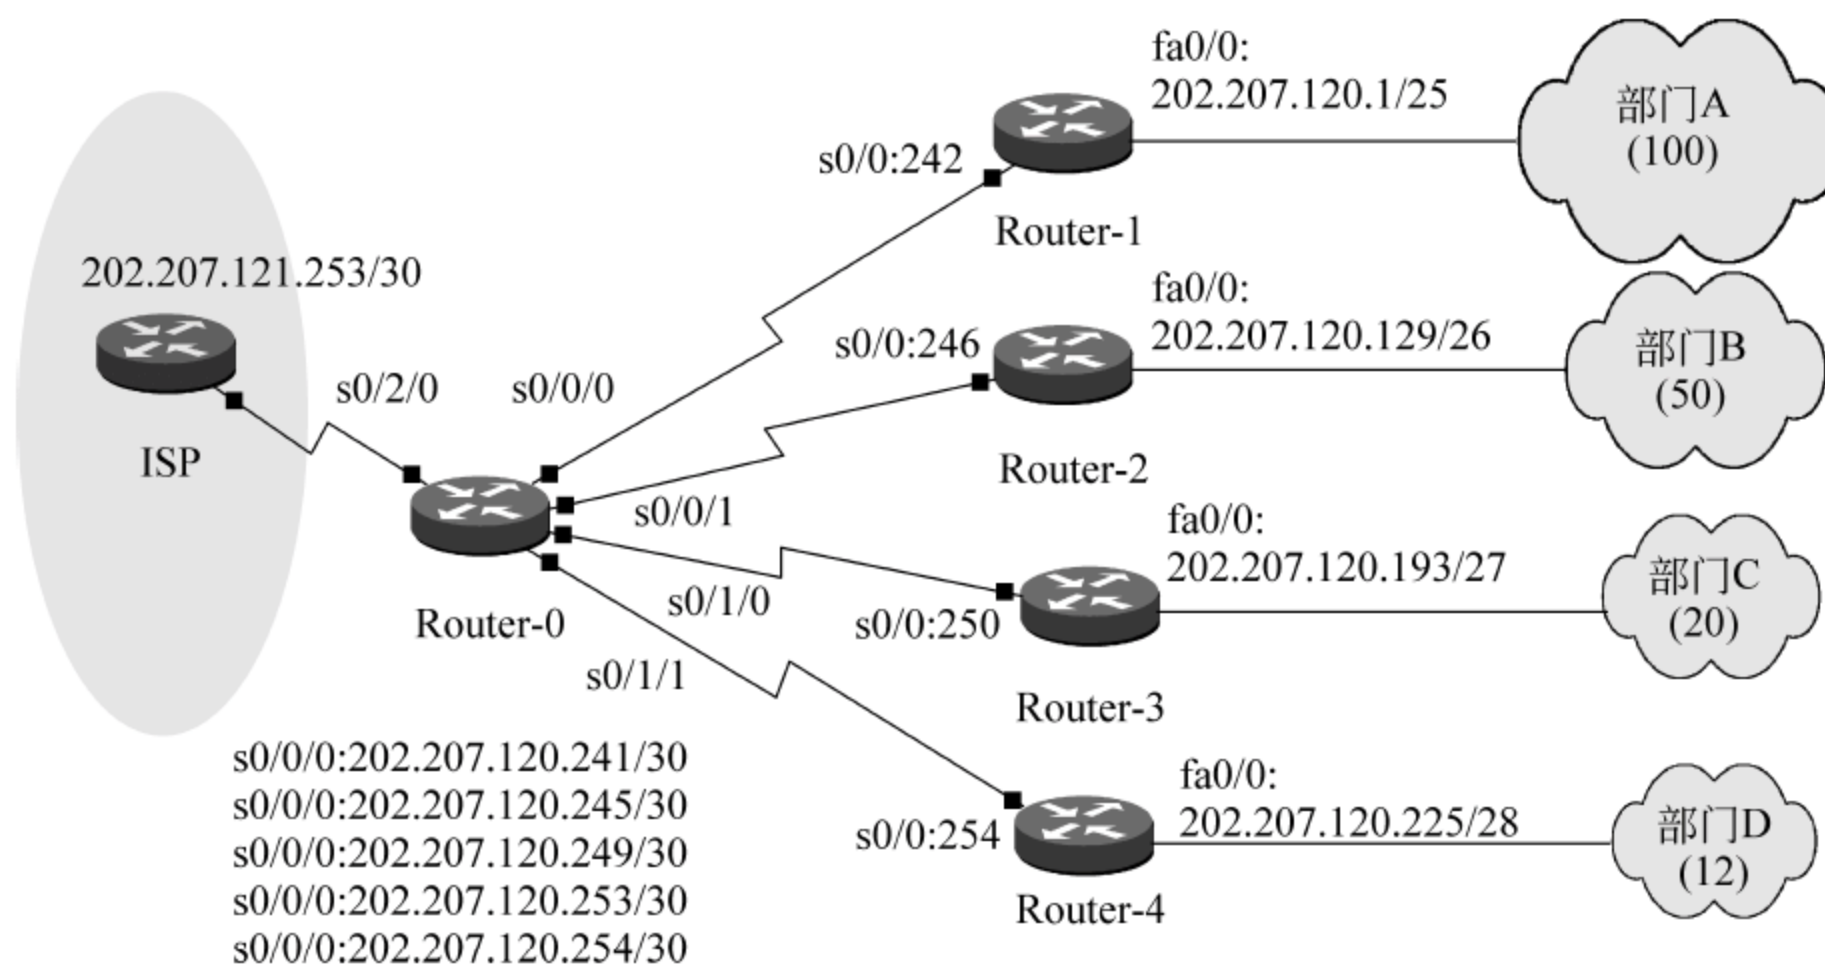 202.207.121.253/30
ISP
s0/2/0
s0/0/0
s0/0/1
s0/1/0
s0/1/1
Router-0
s0/0/0:202.207.120.241/30
s0/0/0:202.207.120.245/30
s0/0/0:202.207.120.249/30
s0/0/0:202.207.120.253/30
s0/0/0:202.207.120.254/30
s0/0:242
Router-1
fa0/0:
202.207.120.1/25
部门A
(100)
s0/0:246
Router-2
fa0/0:
202.207.120.129/26
部门B
(50)
s0/0:250
Router-3
fa0/0:
202.207.120.193/27
部门C
(20)
s0/0:254
Router-4
fa0/0:
202.207.120.225/28
部门D
(12)